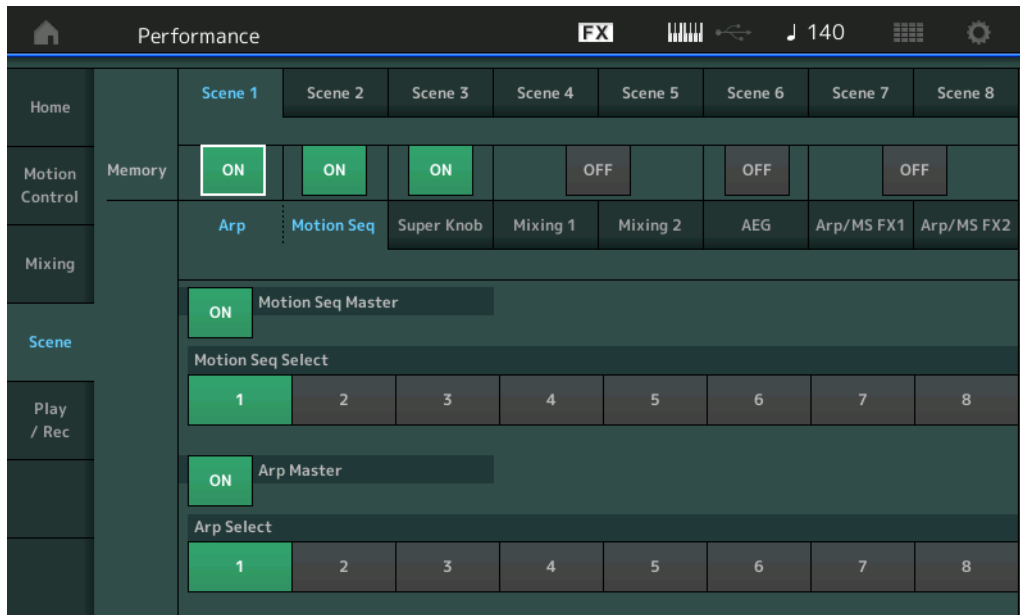 Performance FX 140
Scene 1 Scene 2 Scene 3 Scene 4 Scene 5 Scene 6 Scene 7 Scene 8
Home
Memory ON ON ON OFF OFF OFF
Motion
Control
Arp Motion Seq Super Knob Mixing 1 Mixing 2 AEG Arp/MS FX1 Arp/MS FX2
Mixing
ON Motion Seq Master
Scene
Motion Seq Select
1 2 3 4 5 6 7 8
Play
/ Rec
ON Arp Master
Arp Select
1 2 3 4 5 6 7 8